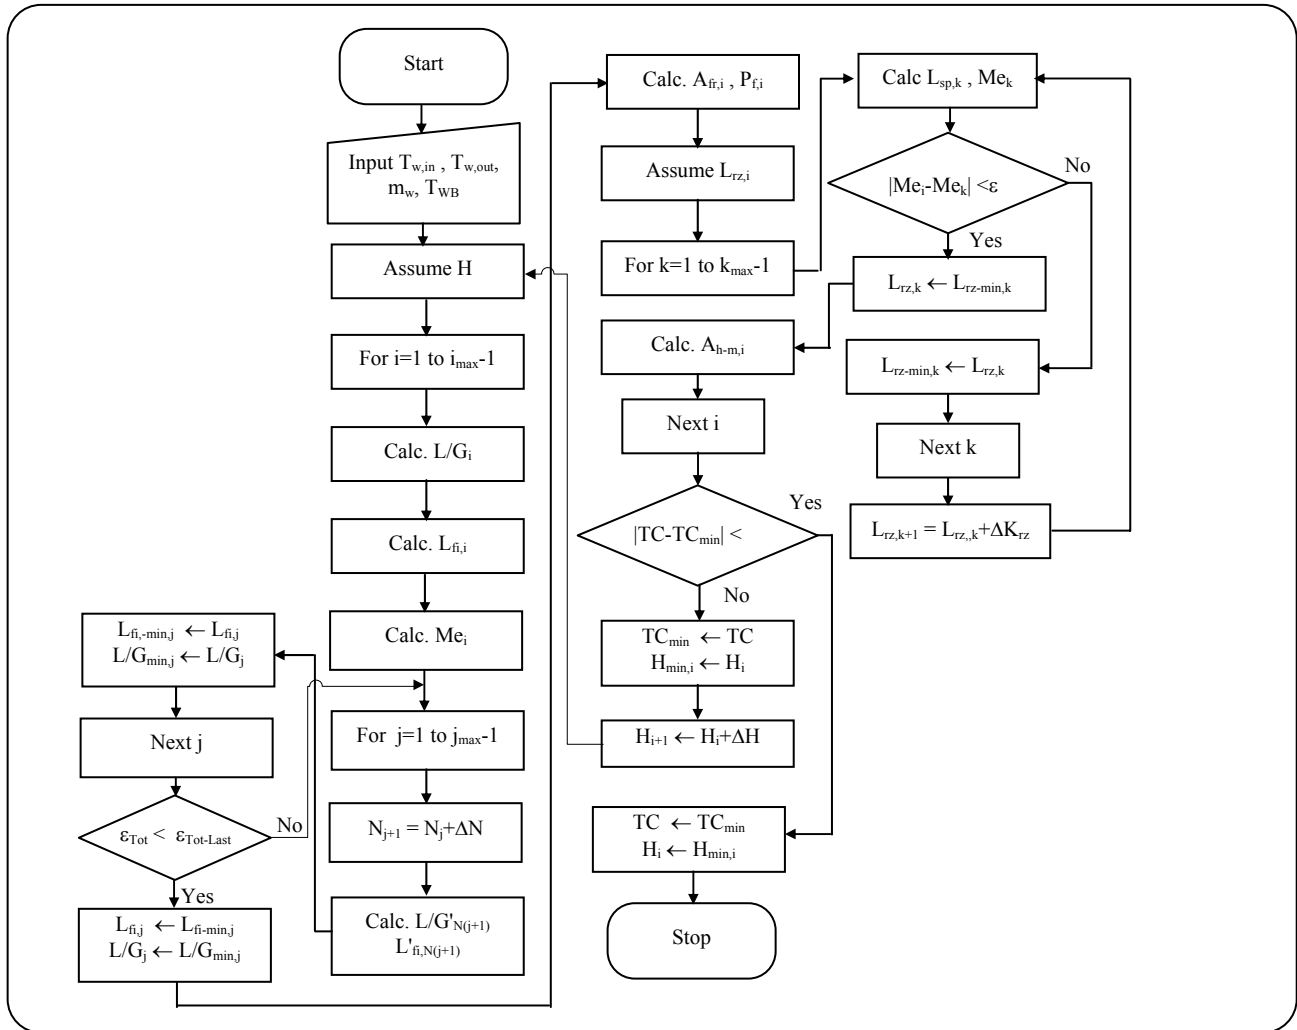 Start
Input T_w,in , T_w,out,
m_w, T_WB
Assume H
For i=1 to i_max-1
Calc. L/G_i
Calc. L_fi,i
Calc. Me_i
For j=1 to j_max-1
N_j+1 = N_j+ΔN
Calc. L/G'_N(j+1)
L'_fi,N(j+1)
L_fi,-min,j ← L_fi,j
L/G_min,j ← L/G_j
Next j
ε_Tot < ε_Tot-Last
No
Yes
L_fi,j ← L_fi-min,j
L/G_j ← L/G_min,j
Calc. A_fr,i , P_f,i
Assume L_rz,i
For k=1 to k_max-1
Calc L_sp,k , Me_k
|Me_i-Me_k| <ε
No
Yes
L_rz,k ← L_rz-min,k
L_rz-min,k ← L_rz,k
Next k
L_rz,k+1 = L_rz,,k+ΔK_rz
Calc. A_h-m,i
Next i
|TC-TC_min| <
Yes
No
TC_min ← TC
H_min,i ← H_i
H_i+1 ← H_i+ΔH
TC ← TC_min
H_i ← H_min,i
Stop